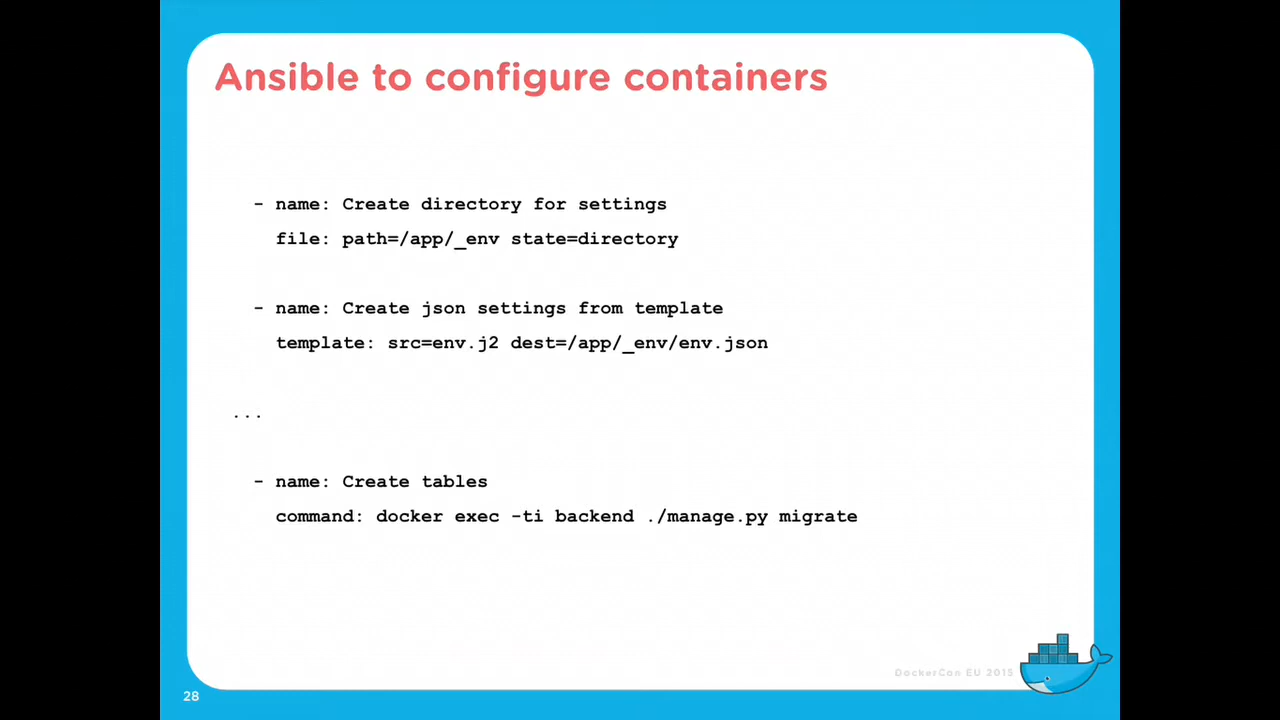 Ansible to configure containers
- name: Create directory for settings
file: path=/app/_env state=directory
- name: Create json settings from template
template: src=env.j2 dest=/app/_env/env.json
...
- name: Create tables
command: docker exec -ti backend ./manage.py migrate
DockerCon EU 2015
28